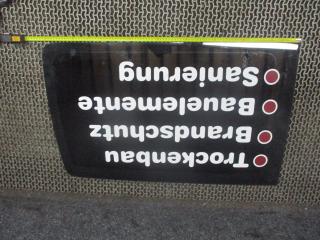 Trockenbau
Brandschutz
Bauelemente
Sanierung